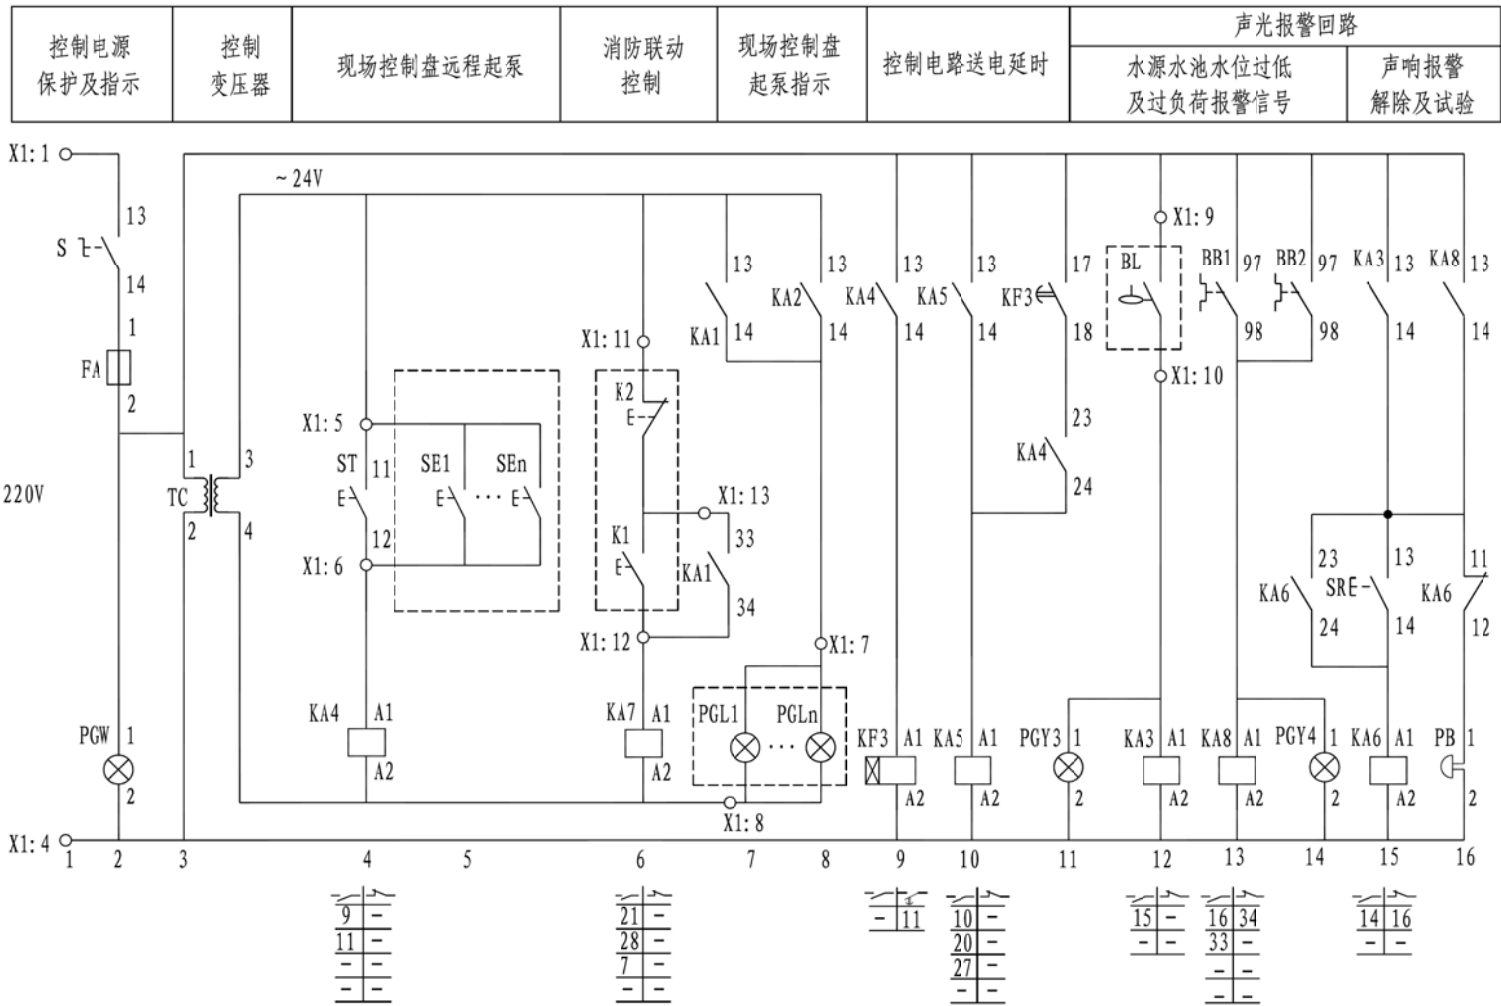 控制电源
保护及指示
控制
变压器
现场控制盘远程起泵
消防联动
控制
现场控制盘
起泵指示
控制电路送电延时
声光报警回路
水源水池水位过低
及过负荷报警信号
声响报警
解除及试验
X1:1
~24V
13
S
14
1
FA
2
220V
1
TC
2
3
4
X1:5
ST
11
12
X1:6
SE1
···
SEn
X1:11
K2
X1:13
K1
33
KA1
34
X1:12
13
KA1
14
13
KA2
14
13
KA4
14
13
KA5
14
17
KF3
18
23
KA4
24
X1:9
BL
X1:10
BB1
97
98
BB2
97
98
KA3
13
14
KA8
13
14
23
KA6
24
13
SR
14
11
KA6
12
X1:7
PGW
1
2
KA4
A1
A2
KA7
A1
A2
PGL1
···
PGLn
X1:8
KF3
A1
A2
KA5
A1
A2
PGY3
1
2
KA3
A1
A2
KA8
A1
A2
PGY4
1
2
KA6
A1
A2
PB
1
2
X1:4
1 2 3 4 5 6 7 8 9 10 11 12 13 14 15 16
9 -
11 -
- -
- -
21 -
28 -
7 -
- -
- 11
10 -
20 -
27 -
- -
15 -
- -
16 34
33 -
- -
- -
14 16
- -